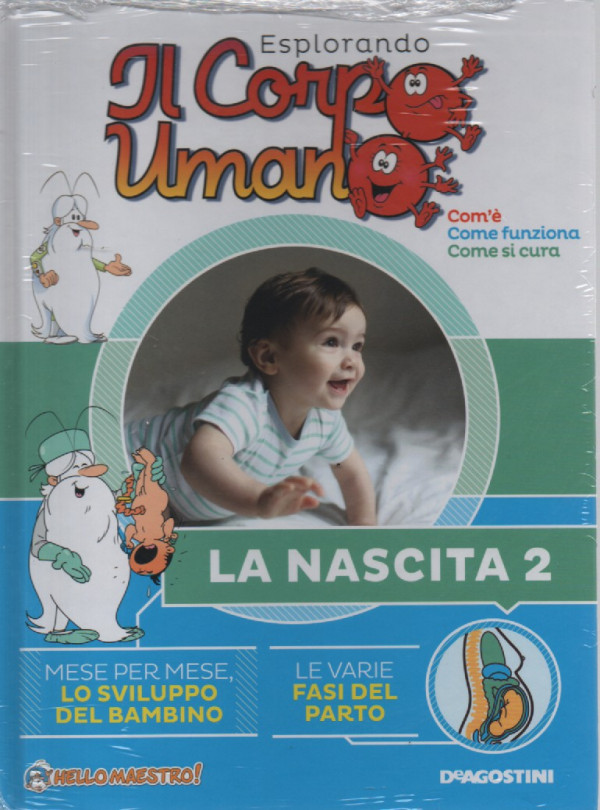 Esplorando
Il Corpo
Umano
Com'è
Come funziona
Come si cura
LA NASCITA 2
MESE PER MESE,
LO SVILUPPO
DEL BAMBINO
LE VARIE
FASI DEL
PARTO
HELLO MAESTRO!
DEAGOSTINI